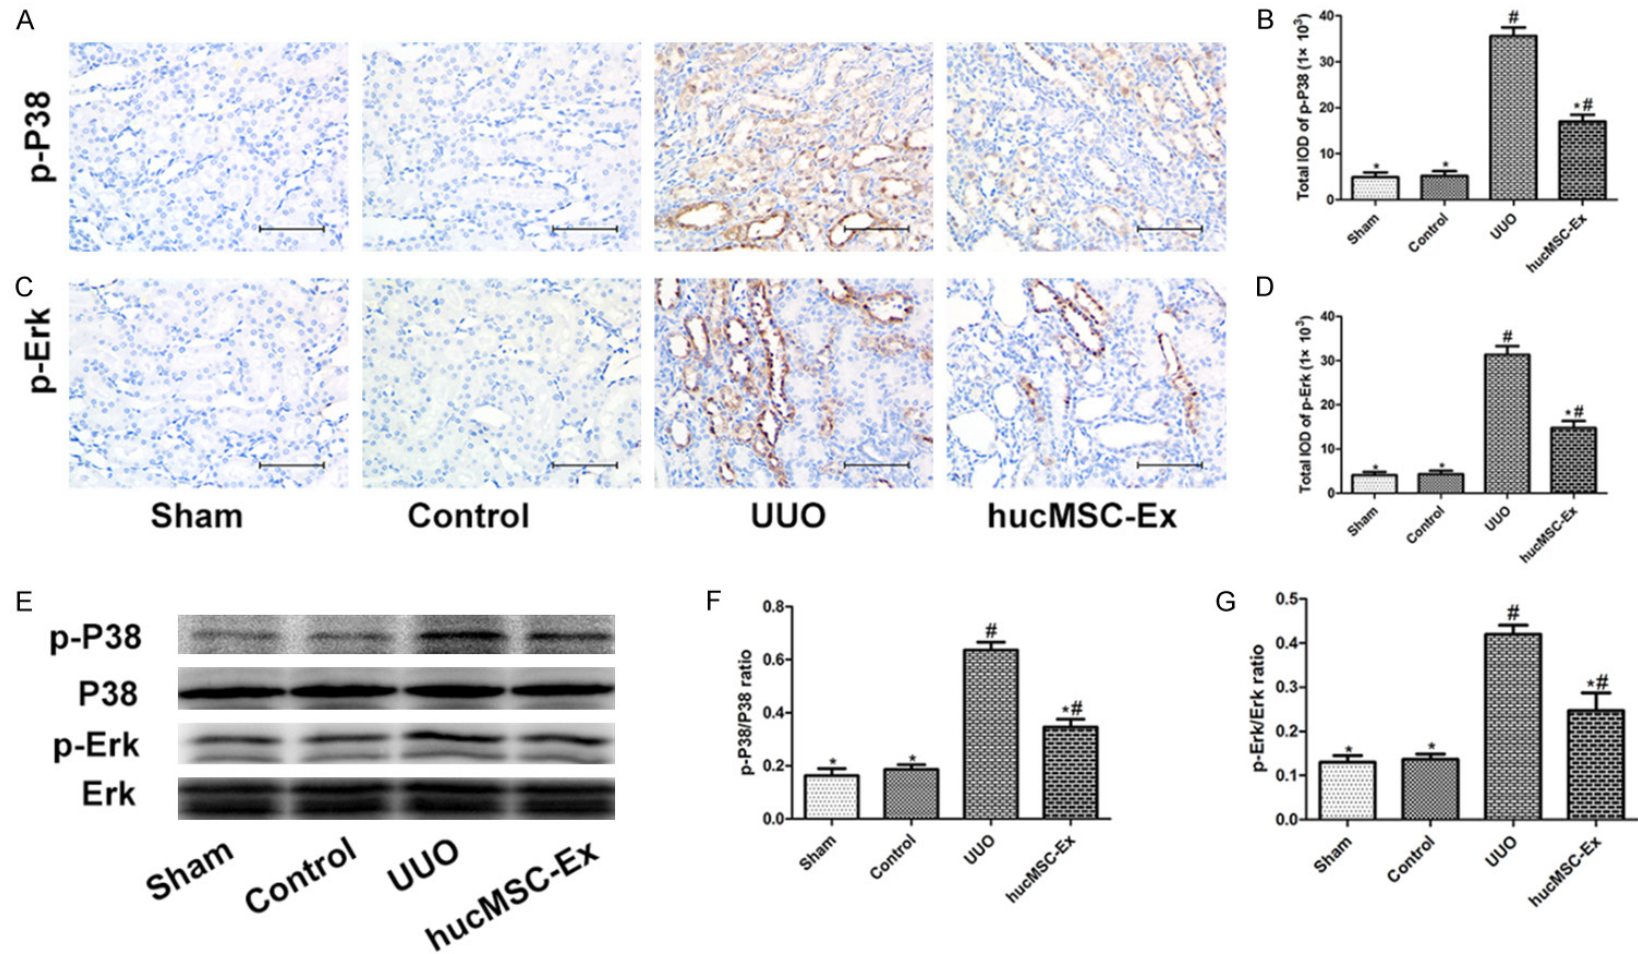 A
p-P38
C
p-Erk
Sham Control UUO hucMSC-Ex
B
Total IOD of p-P38 (1× 10³)
40
30
20
10
0
*
*
#
*#
Sham
Control
UUO
hucMSC-Ex
D
Total IOD of p-Erk (1× 10³)
40
30
20
10
0
*
*
#
*#
Sham
Control
UUO
hucMSC-Ex
E
p-P38
P38
p-Erk
Erk
Sham
Control
UUO
hucMSC-Ex
F
p-P38/P38 ratio
0.8
0.6
0.4
0.2
0.0
*
*
#
*#
Sham
Control
UUO
hucMSC-Ex
G
p-Erk/Erk ratio
0.5
0.4
0.3
0.2
0.1
0.0
*
*
#
*#
Sham
Control
UUO
hucMSC-Ex